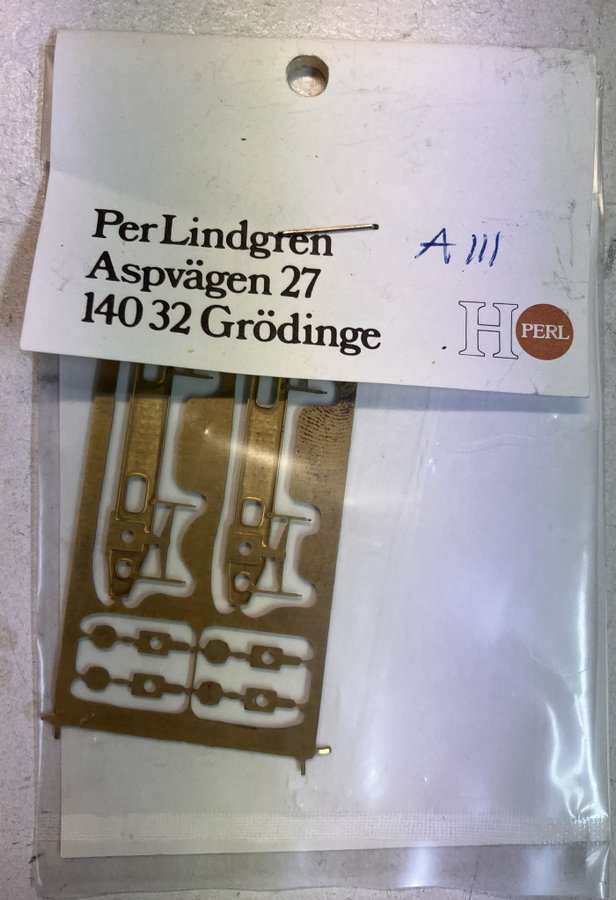 Per Lindgren
A 111
Aspvägen 27
140 32 Grödinge
H PERL